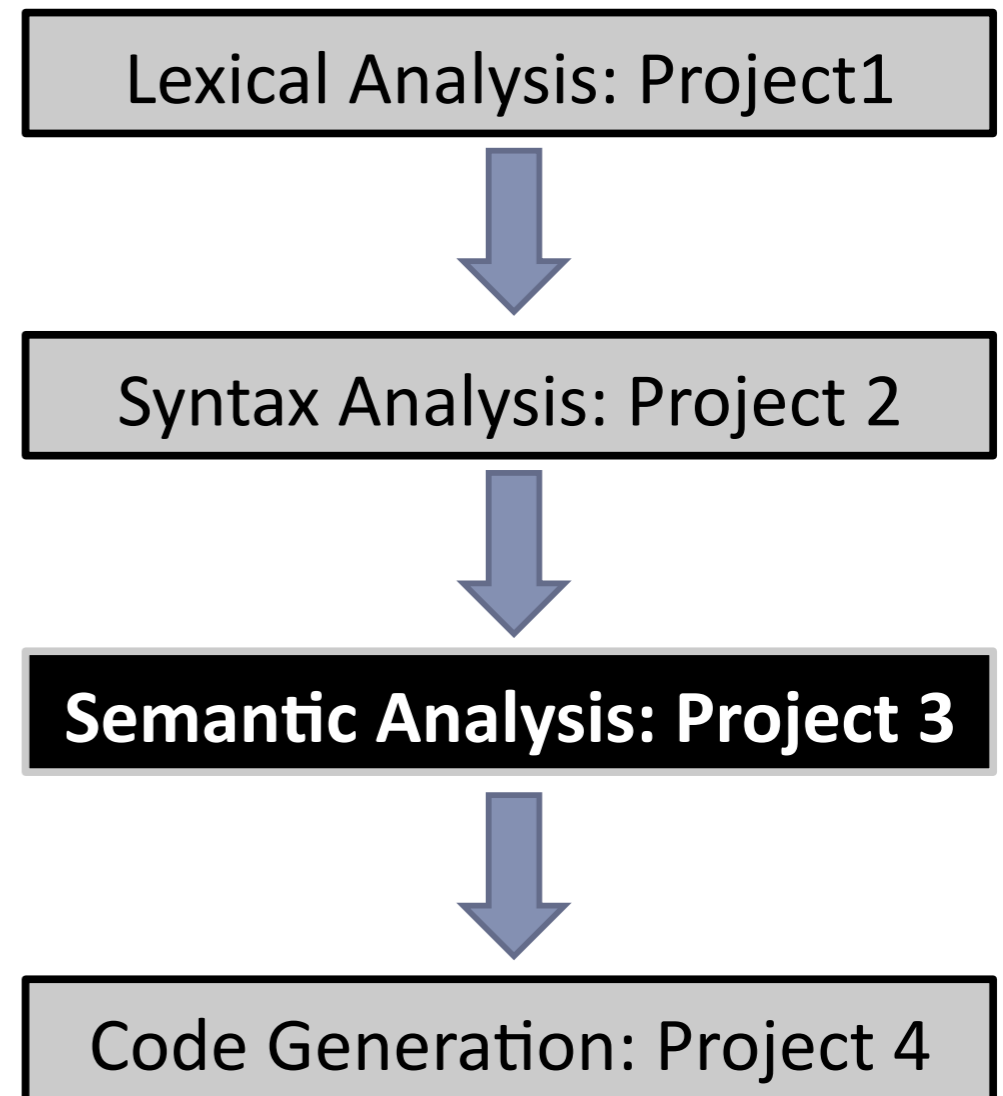 Lexical Analysis: Project1
Syntax Analysis: Project 2
Semantic Analysis: Project 3
Code Generation: Project 4